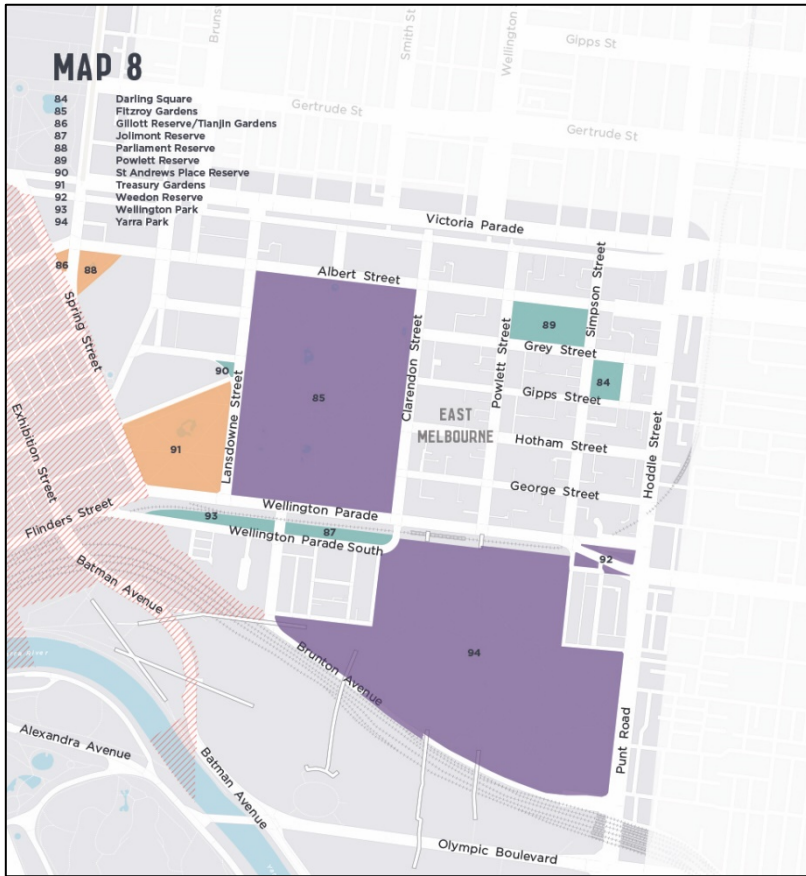 MAP 8
84 Darling Square
85 Fitzroy Gardens
86 Gillott Reserve/Tianjin Gardens
87 Jolimont Reserve
88 Parliament Reserve
89 Powlett Reserve
90 St Andrews Place Reserve
91 Treasury Gardens
92 Weedon Reserve
93 Wellington Park
94 Yarra Park
Smith St
Wellington
Gipps St
Gertrude St
Gertrude St
Victoria Parade
Albert Street
86
88
Spring Street
Simpson Street
89
Grey Street
Powlett Street
Clarendon Street
90
84
Gipps Street
85
Lansdowne Street
EAST
MELBOURNE
Hotham Street
Hoddle Street
Exhibition Street
91
George Street
Wellington Parade
Flinders Street
93
87
Wellington Parade South
92
Batman Avenue
94
Brunton Avenue
Punt Road
Alexandra Avenue
Batman Avenue
Olympic Boulevard